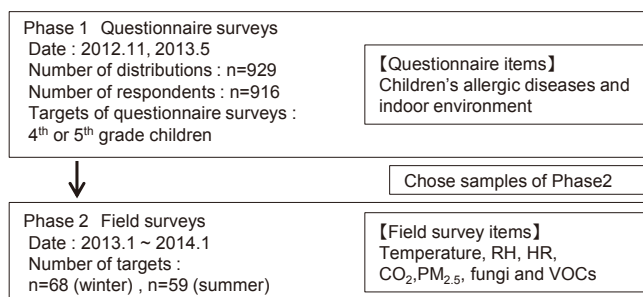 Phase 1 Questionnaire surveys
Date : 2012.11, 2013.5
Number of distributions : n=929
Number of respondents : n=916
Targets of questionnaire surveys :
4th or 5th grade children
【Questionnaire items】
Children's allergic diseases and
indoor environment
Chose samples of Phase2
Phase 2 Field surveys
Date : 2013.1 ~ 2014.1
Number of targets :
n=68 (winter) , n=59 (summer)
【Field survey items】
Temperature, RH, HR,
CO2,PM2.5, fungi and VOCs